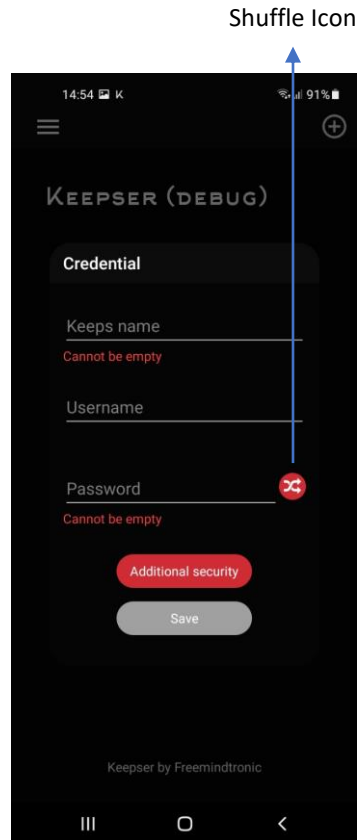 Shuffle Icon
14:54 K 91%
KEEPSER (DEBUG)
Credential
Keeps name
Cannot be empty
Username
Password
Cannot be empty
Additional security
Save
Keepser by Freemindtronic